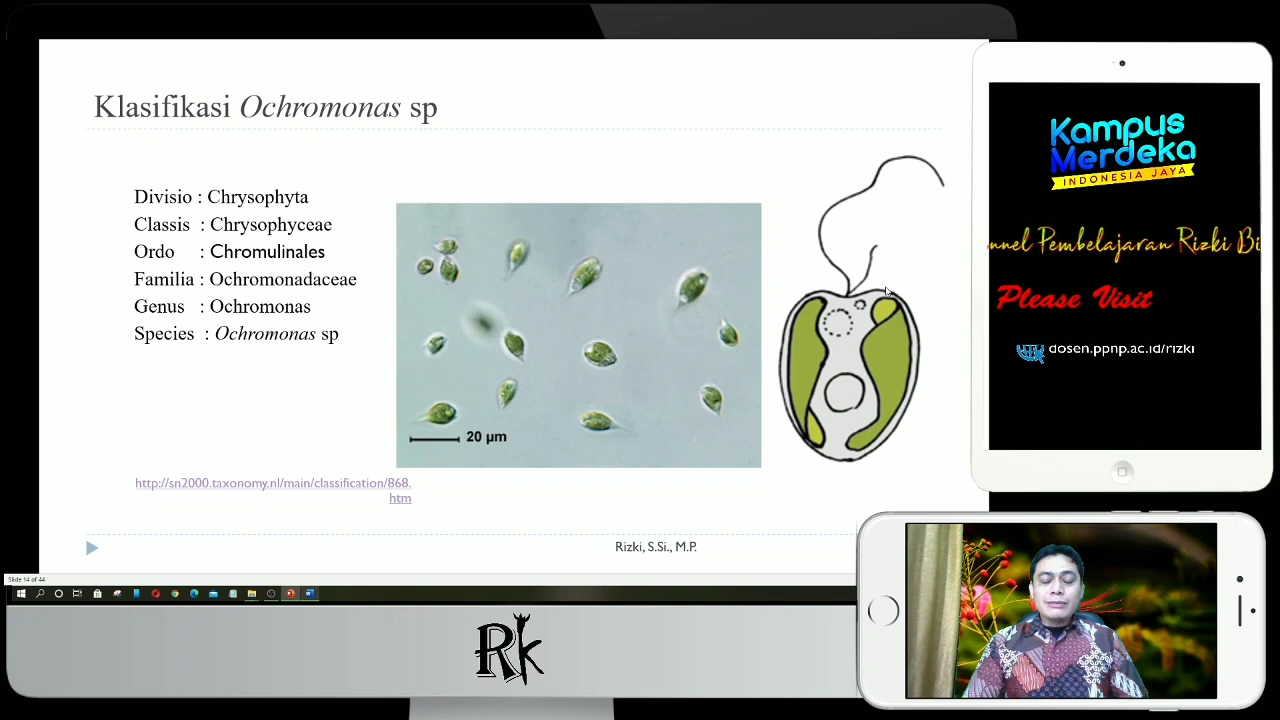 Klasifikasi Ochromonas sp
Divisio : Chrysophyta
Classis : Chrysophyceae
Ordo : Chromulinales
Familia : Ochromonadaceae
Genus : Ochromonas
Species : Ochromonas sp
20 µm
http://sn2000.taxonomy.nl/main/classification/868.
htm
Rizki, S.Si., M.P.
Slide 14 of 44
Rk
Kampus
Merdeka
INDONESIA JAYA
nnel Pembelajaran Rizki Bi
Please Visit
dosen.ppnp.ac.id/rizki